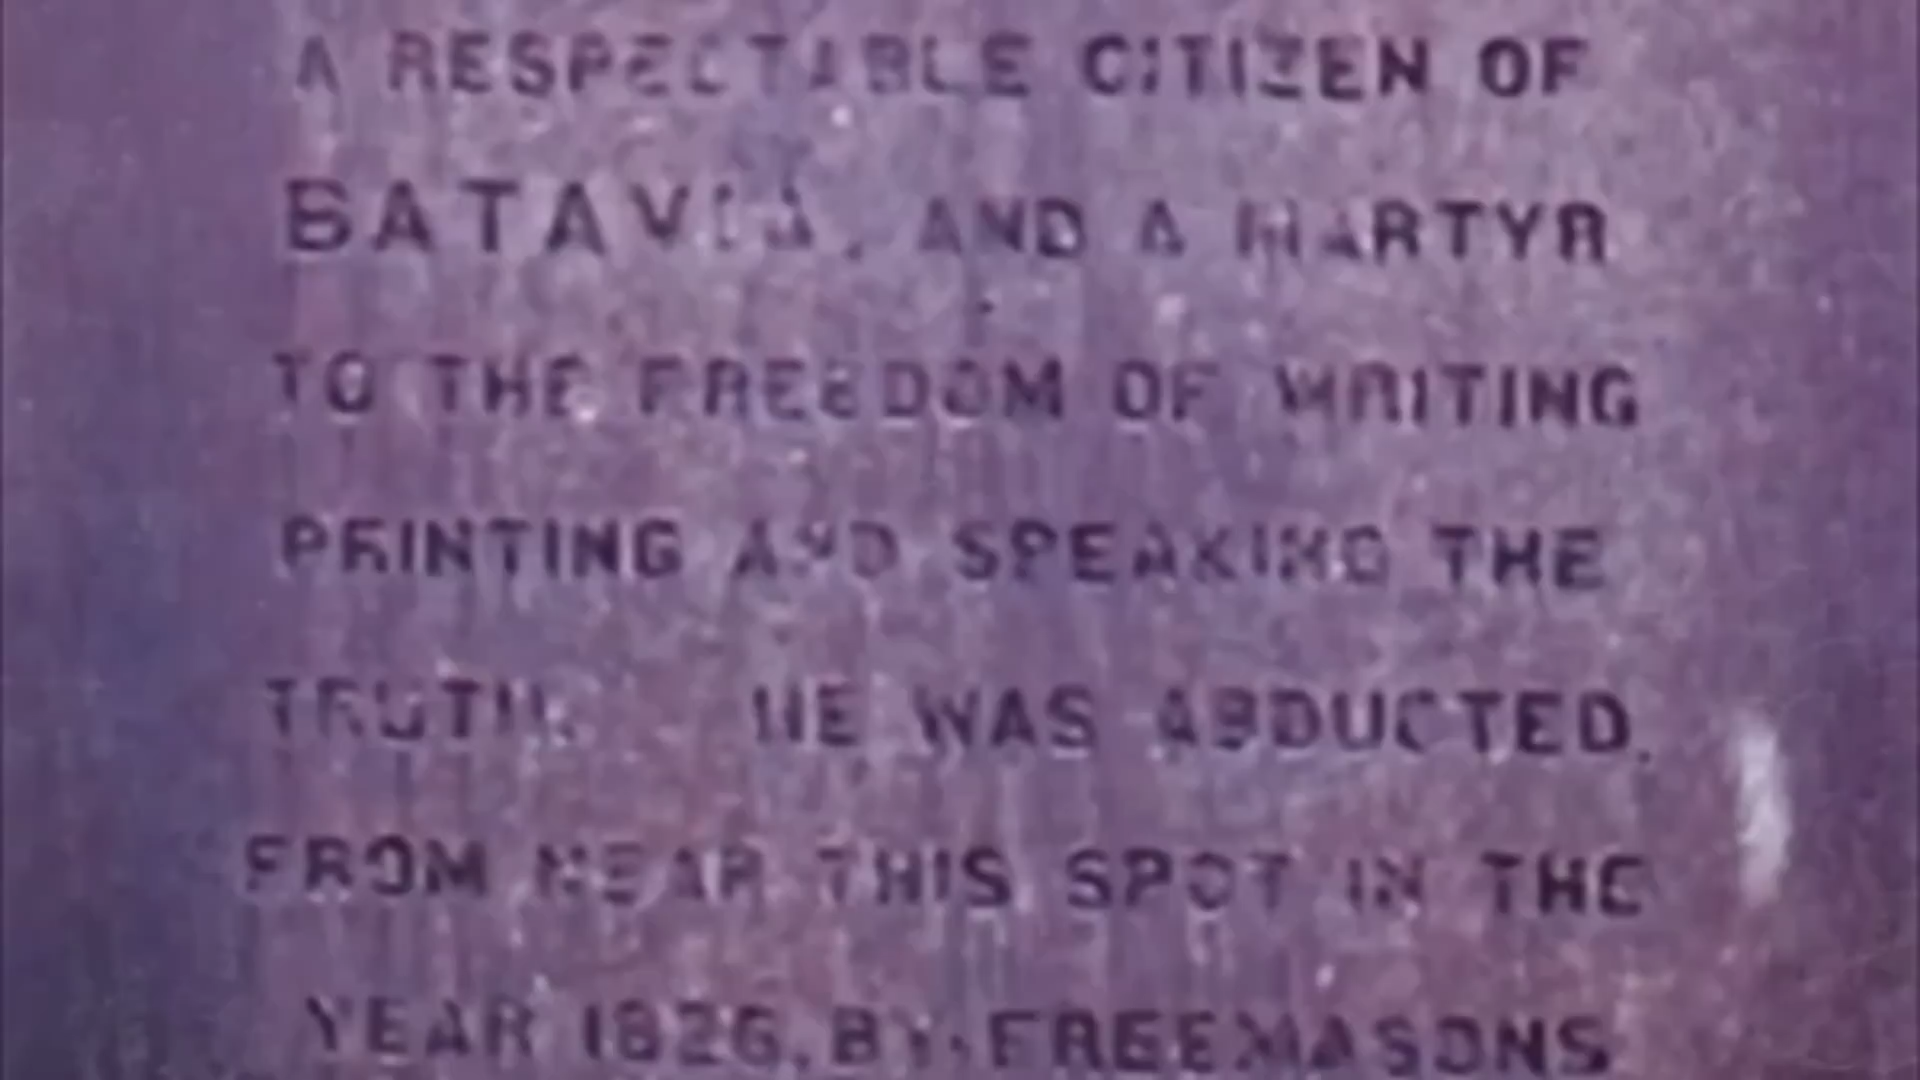 A RESPECTABLE CITIZEN OF
BATAVIA, AND A MARTYR
TO THE FREEDOM OF WRITING
PRINTING AND SPEAKING THE
TRUTH. HE WAS ABDUCTED,
FROM NEAR THIS SPOT IN THE
YEAR 1826, BY FREEMASONS